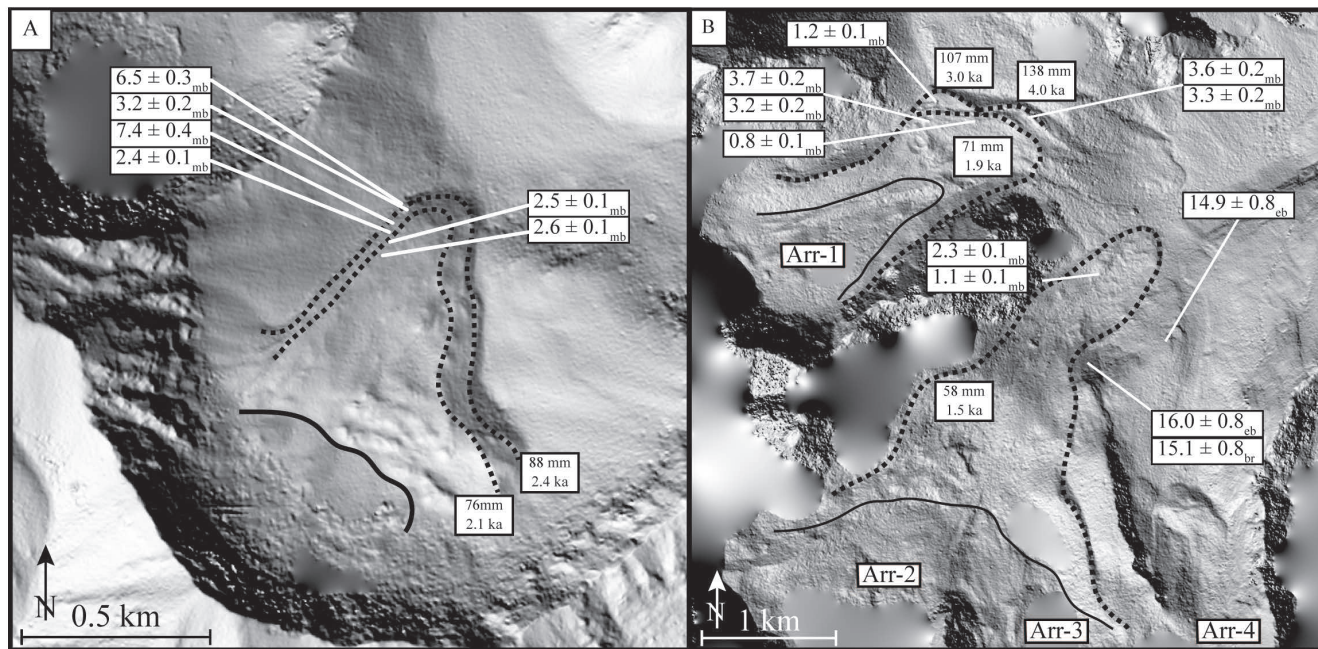 A
6.5 ± 0.3mb
3.2 ± 0.2mb
7.4 ± 0.4mb
2.4 ± 0.1mb
2.5 ± 0.1mb
2.6 ± 0.1mb
88 mm
2.4 ka
76mm
2.1 ka
N
0.5 km
B
1.2 ± 0.1mb
107 mm
3.0 ka
138 mm
4.0 ka
3.7 ± 0.2mb
3.2 ± 0.2mb
3.6 ± 0.2mb
3.3 ± 0.2mb
0.8 ± 0.1mb
71 mm
1.9 ka
14.9 ± 0.8eb
Arr-1
2.3 ± 0.1mb
1.1 ± 0.1mb
58 mm
1.5 ka
16.0 ± 0.8eb
15.1 ± 0.8br
Arr-2
N
1 km
Arr-3
Arr-4